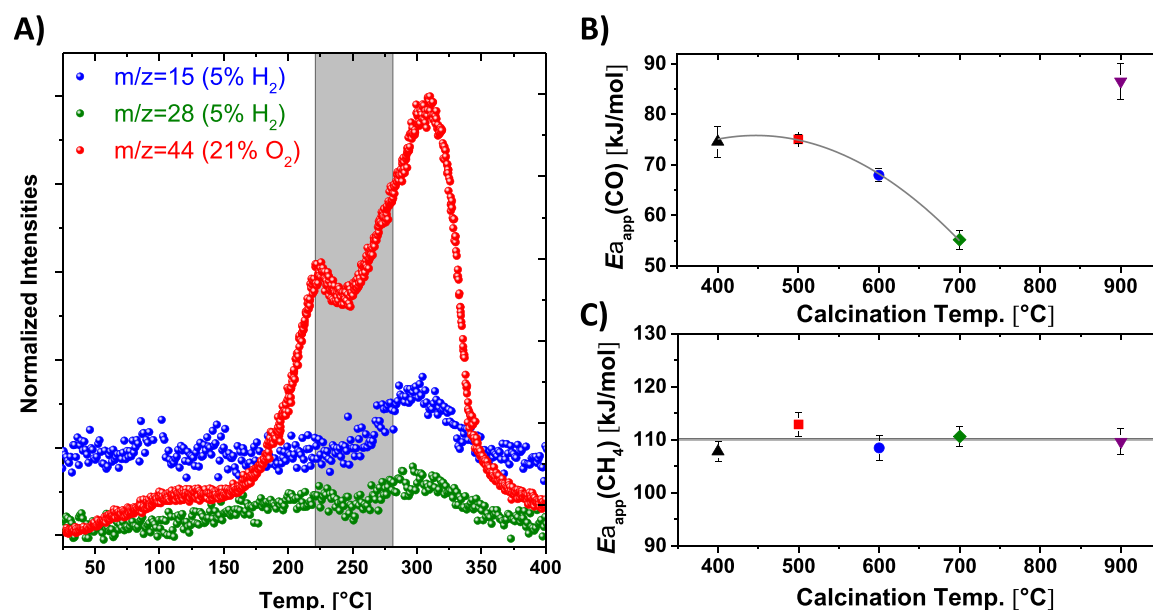 A)
m/z=15 (5% H₂)
m/z=28 (5% H₂)
m/z=44 (21% O₂)
Normalized Intensities
50 100 150 200 250 300 350 400
Temp. [°C]
B)
Ea_app(CO) [kJ/mol]
90
80
70
60
50
400 500 600 700 800 900
Calcination Temp. [°C]
C)
Ea_app(CH₄) [kJ/mol]
130
120
110
100
90
400 500 600 700 800 900
Calcination Temp. [°C]